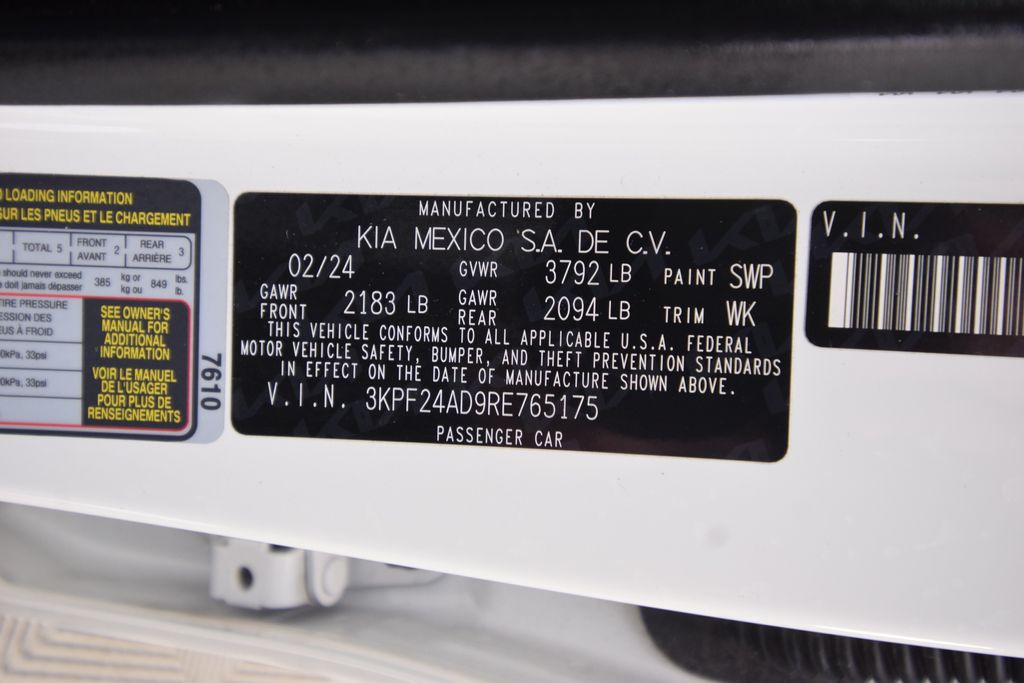 LOADING INFORMATION
SUR LES PNEUS ET LE CHARGEMENT
TOTAL 5 FRONT AVANT 2 REAR ARRIÈRE 3
should never exceed
doit jamais dépasser 385 kg or kg ou 849 lbs. lb.
TIRE PRESSURE
0kPa, 33psi
0kPa, 33psi
SEE OWNER'S
MANUAL FOR
ADDITIONAL
INFORMATION
VOIR LE MANUEL
DE L'USAGER
POUR PLUS DE
RENSEIGNEMENTS
7610
MANUFACTURED BY
KIA MEXICO S.A. DE C.V.
02/24 GVWR 3792 LB PAINT SWP
GAWR FRONT 2183 LB GAWR REAR 2094 LB TRIM WK
THIS VEHICLE CONFORMS TO ALL APPLICABLE U.S.A. FEDERAL
MOTOR VEHICLE SAFETY, BUMPER, AND THEFT PREVENTION STANDARDS
IN EFFECT ON THE DATE OF MANUFACTURE SHOWN ABOVE.
V.I.N. 3KPF24AD9RE765175
PASSENGER CAR
V.I.N.